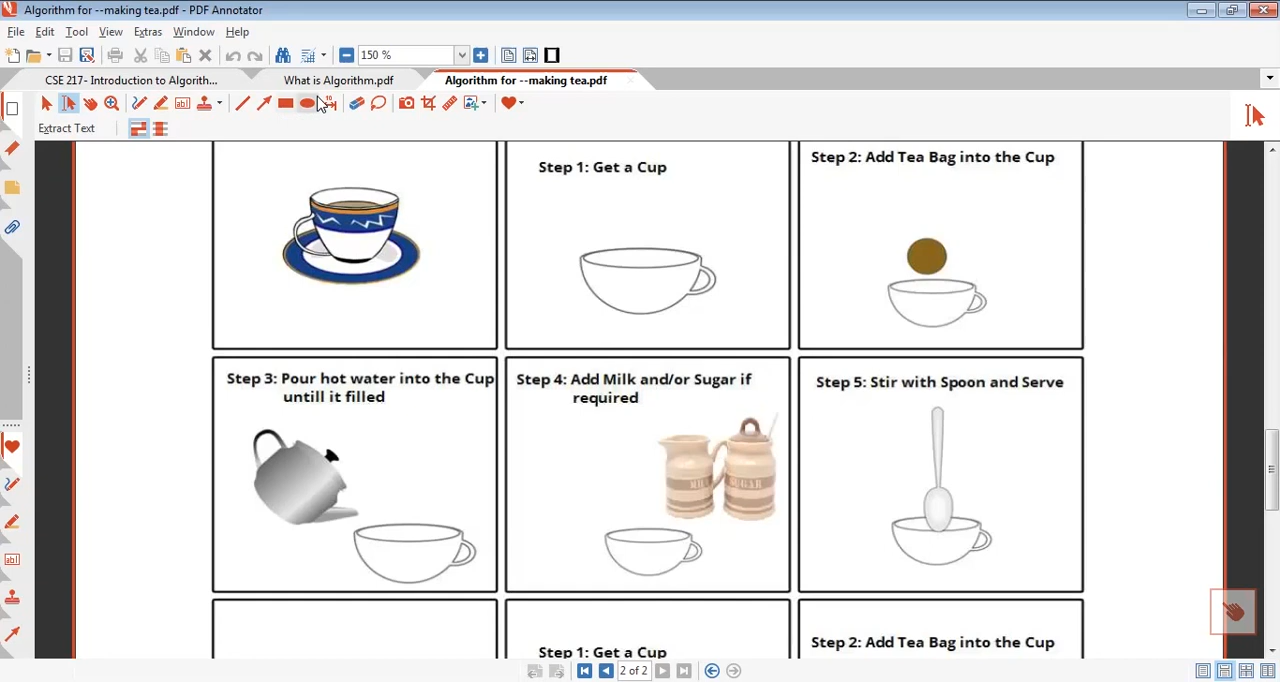 Algorithm for --making tea.pdf - PDF Annotator
File Edit Tool View Extras Window Help
150 %
CSE 217- Introduction to Algorith...
What is Algorithm.pdf
Algorithm for --making tea.pdf
Extract Text
Step 1: Get a Cup
Step 2: Add Tea Bag into the Cup
Step 3: Pour hot water into the Cup
untill it filled
Step 4: Add Milk and/or Sugar if
required
MILK
SUGAR
Step 5: Stir with Spoon and Serve
Step 1: Get a Cup
Step 2: Add Tea Bag into the Cup
2 of 2